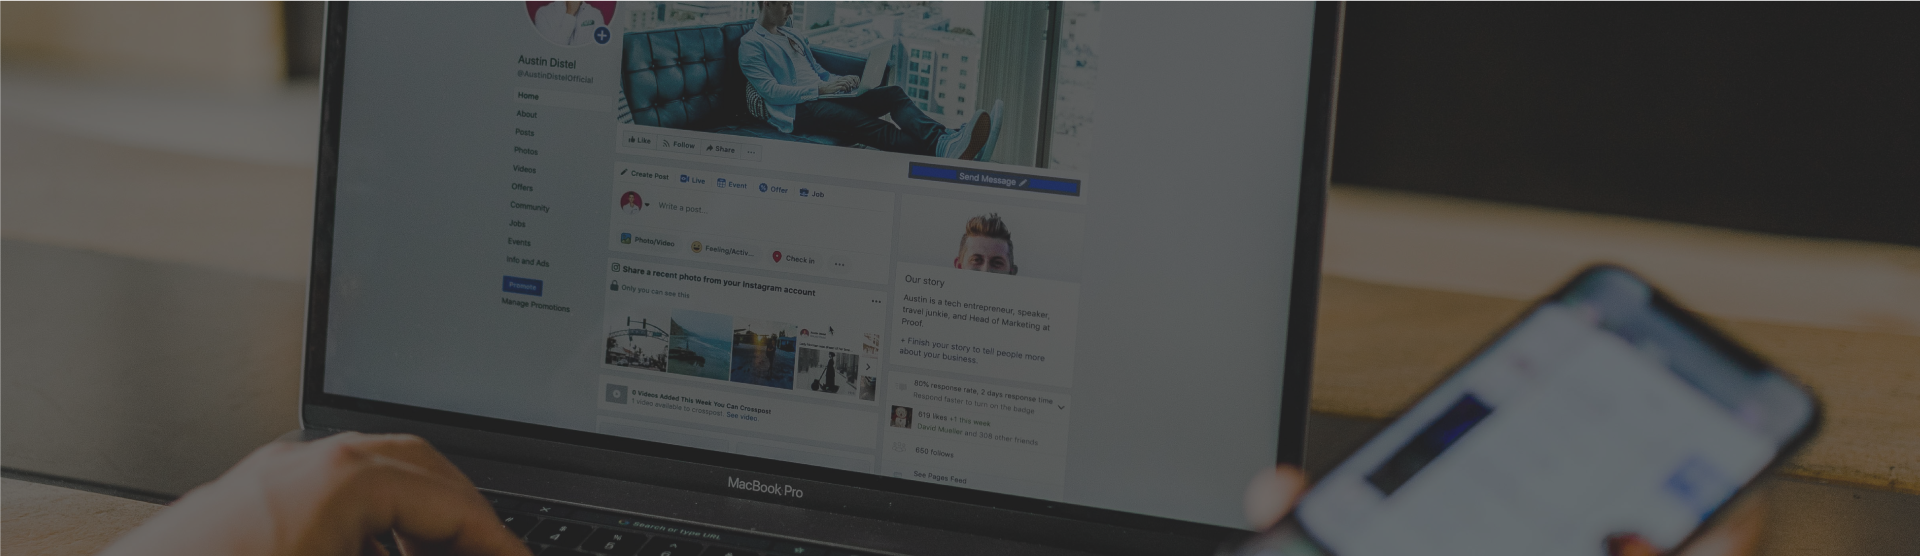 Austin Distel
@AustinDistelOfficial
Home
About
Posts
Photos
Videos
Offers
Community
Jobs
Events
Info and Ads
Promote
Manage Promotions
Like Follow Share ...
Send Message
Create Post Live Event Offer Job
Write a post...
Photo/Video Feeling/Activ... Check in ...
Share a recent photo from your Instagram account ...
Only you can see this
6 Videos Added This Week You Can Crosspost
1 video available to crosspost. See video.
Our story
Austin is a tech entrepreneur, speaker,
travel junkie, and Head of Marketing at
Proof.
+ Finish your story to tell people more
about your business.
80% response rate, 2 days response time
Respond faster to turn on the badge
619 likes +1 this week
David Mueller and 308 other friends
650 follows
See Pages Feed
MacBook Pro
Search or type URL